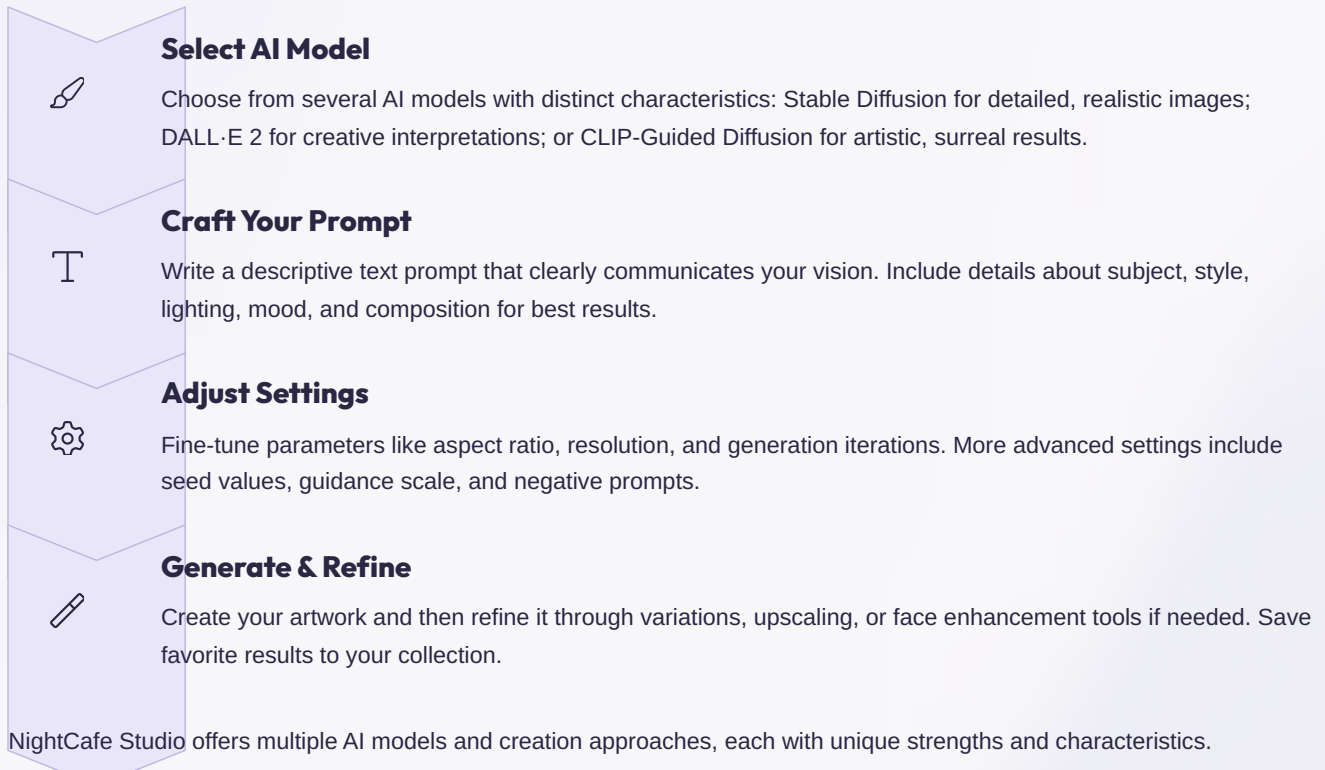 Select AI Model
Choose from several AI models with distinct characteristics: Stable Diffusion for detailed, realistic images;
DALL·E 2 for creative interpretations; or CLIP-Guided Diffusion for artistic, surreal results.
Craft Your Prompt
Write a descriptive text prompt that clearly communicates your vision. Include details about subject, style,
lighting, mood, and composition for best results.
Adjust Settings
Fine-tune parameters like aspect ratio, resolution, and generation iterations. More advanced settings include
seed values, guidance scale, and negative prompts.
Generate & Refine
Create your artwork and then refine it through variations, upscaling, or face enhancement tools if needed. Save
favorite results to your collection.
NightCafe Studio offers multiple AI models and creation approaches, each with unique strengths and characteristics.